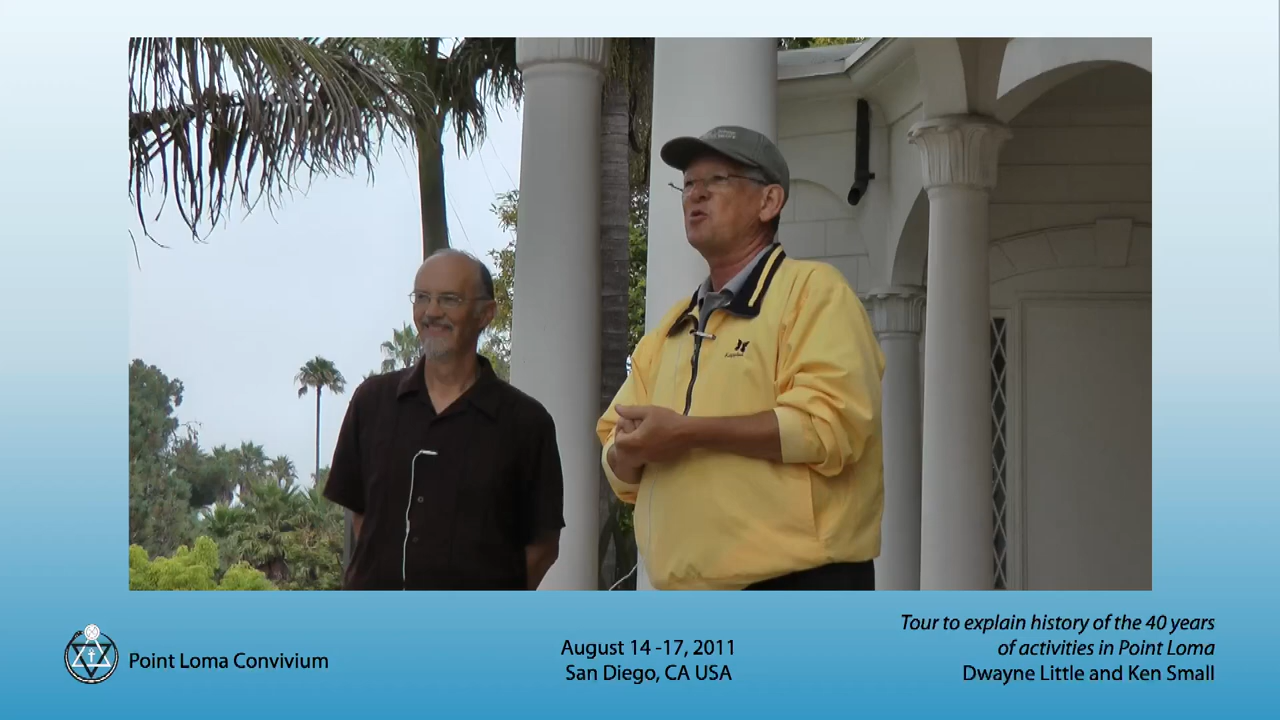 Point Loma Convivium
August 14 -17, 2011
San Diego, CA USA
Tour to explain history of the 40 years
of activities in Point Loma
Dwayne Little and Ken Small